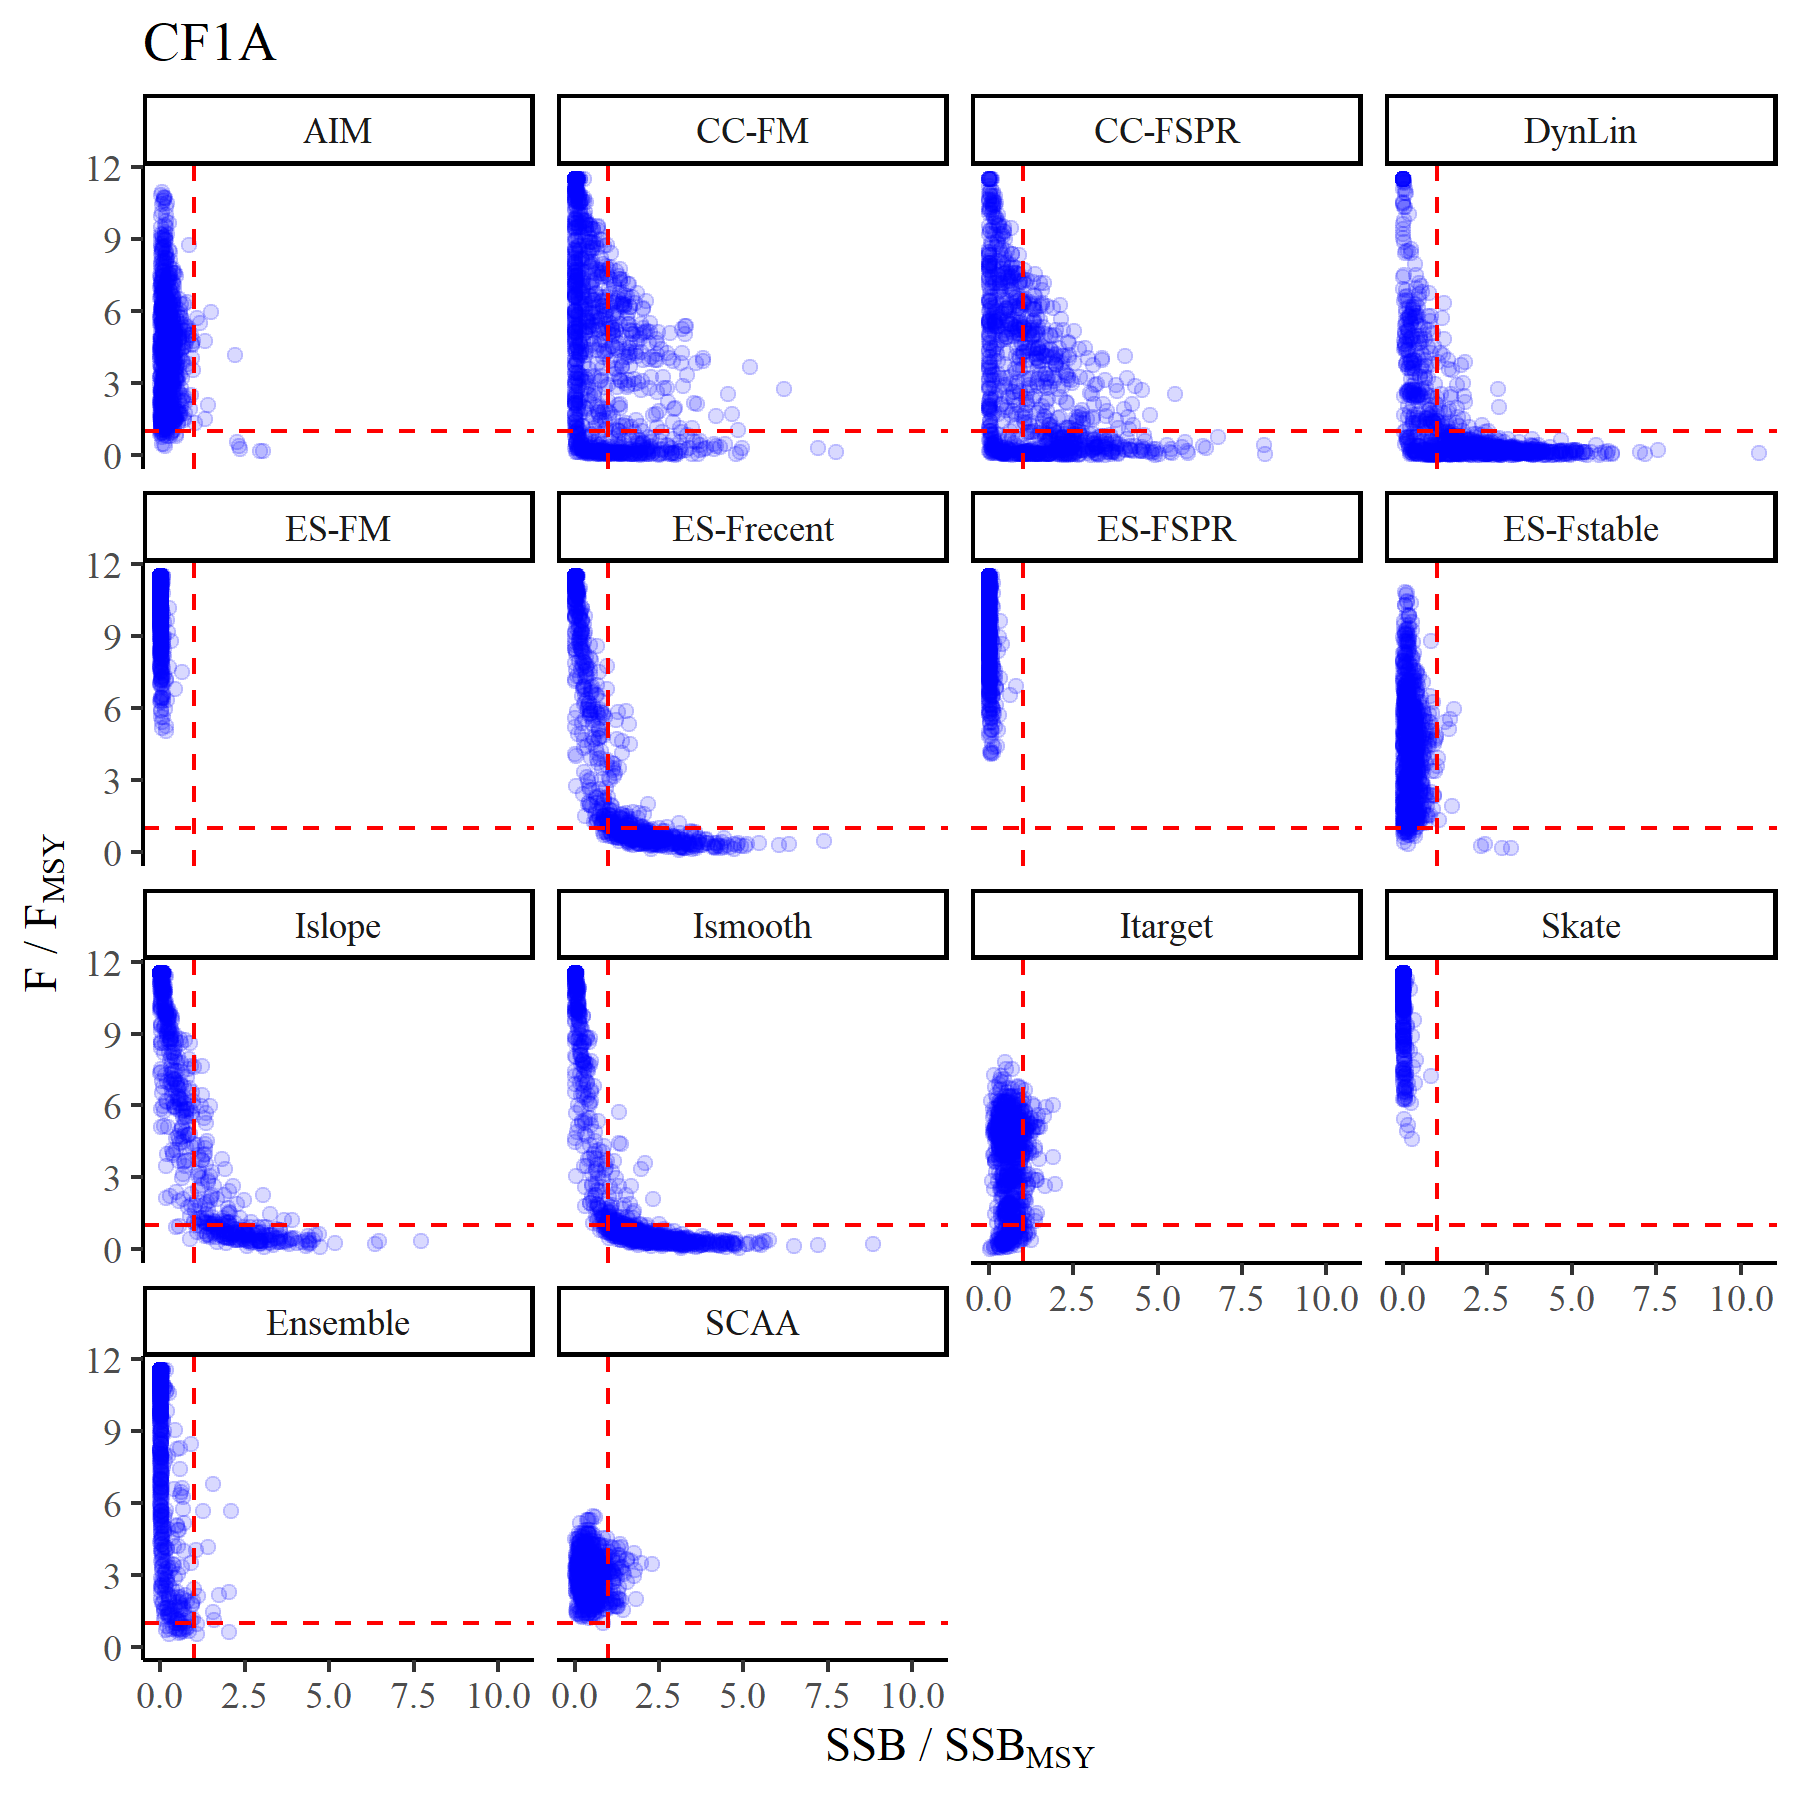 CF1A
AIM CC-FM CC-FSPR DynLin
12
9
6
3
0
ES-FM ES-Frecent ES-FSPR ES-Fstable
12
9
6
3
0
F / FMSY
Islope Ismooth Itarget Skate
12
9
6
3
0
0.0 2.5 5.0 7.5 10.0 0.0 2.5 5.0 7.5 10.0
Ensemble SCAA
12
9
6
3
0
0.0 2.5 5.0 7.5 10.0 0.0 2.5 5.0 7.5 10.0
SSB / SSBMSY